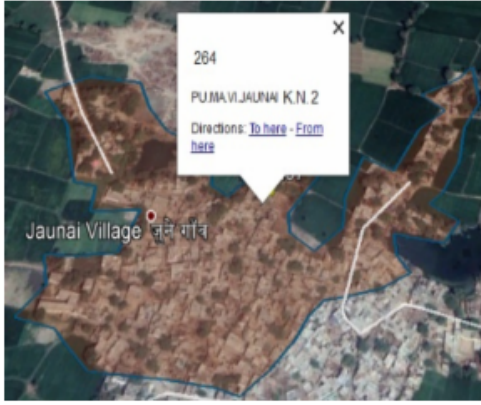 264
PU.MA.VI.JAUNAI K.N. 2
Directions: To here - From
here
Jaunai Village जुनै गाँव